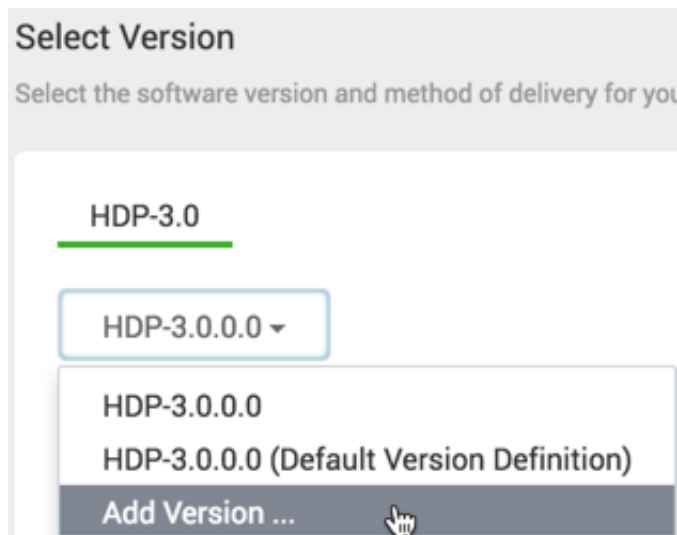 Select Version
Select the software version and method of delivery for you
HDP-3.0
HDP-3.0.0.0
HDP-3.0.0.0
HDP-3.0.0.0 (Default Version Definition)
Add Version ...